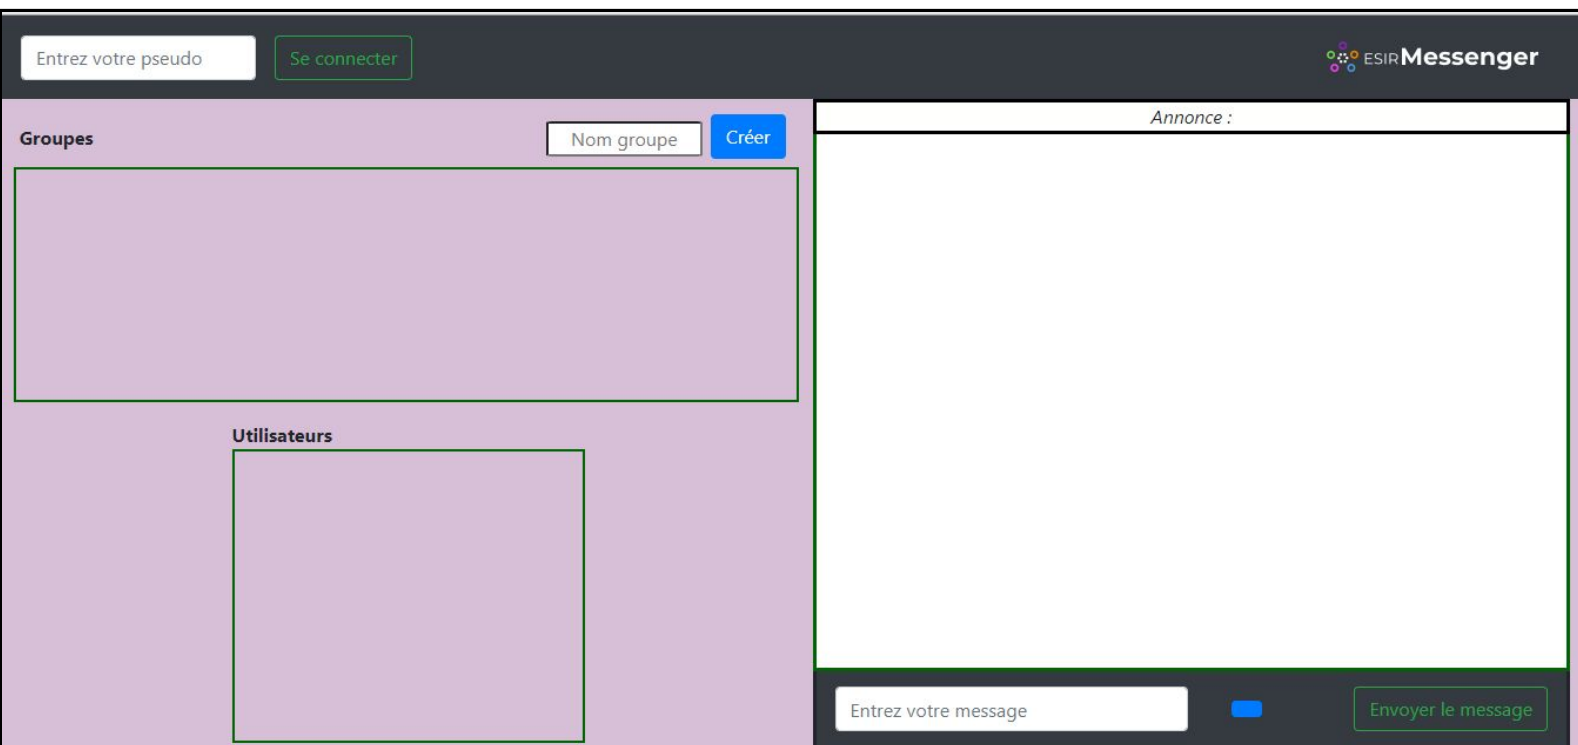 Entrez votre pseudo
Se connecter
ESIRMessenger
Groupes
Nom groupe
Créer
Annonce :
Utilisateurs
Entrez votre message
Envoyer le message